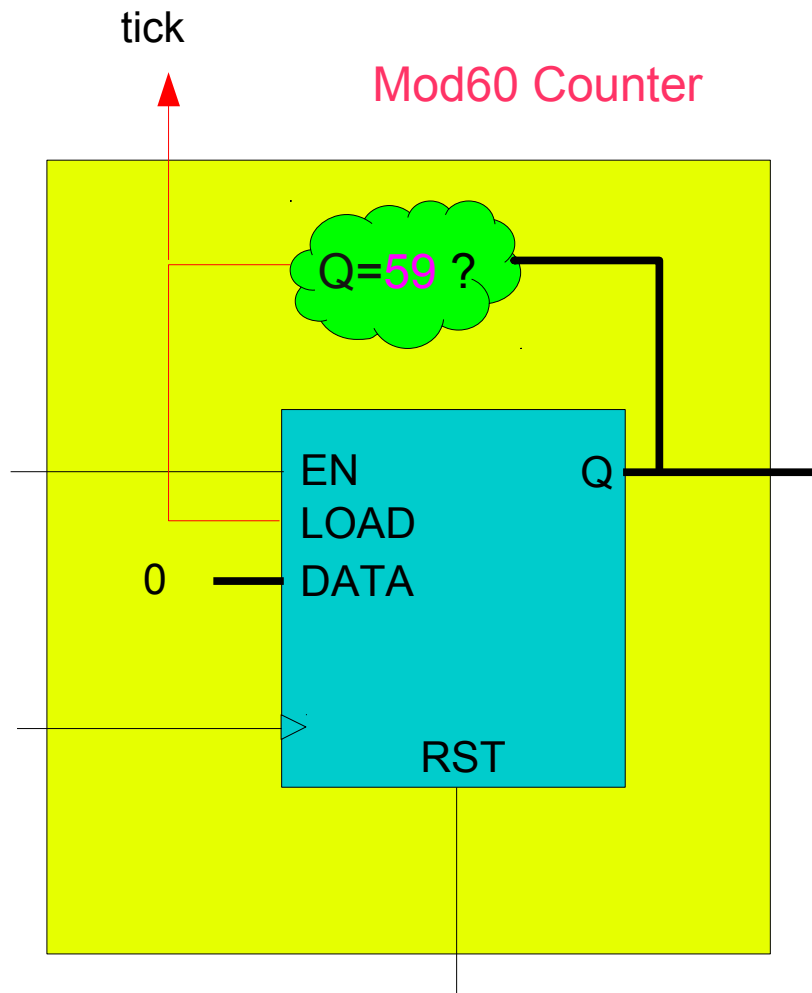 tick
Mod60 Counter
Q=59 ?
EN
Q
LOAD
0
DATA
RST